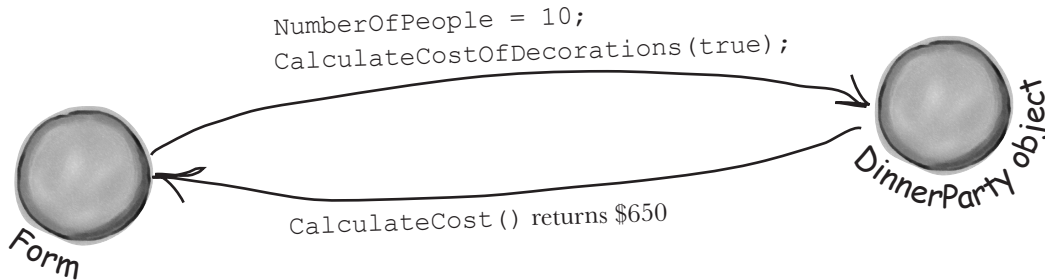 NumberOfPeople = 10;
CalculateCostOfDecorations(true);
DinnerParty object
CalculateCost() returns $650
Form